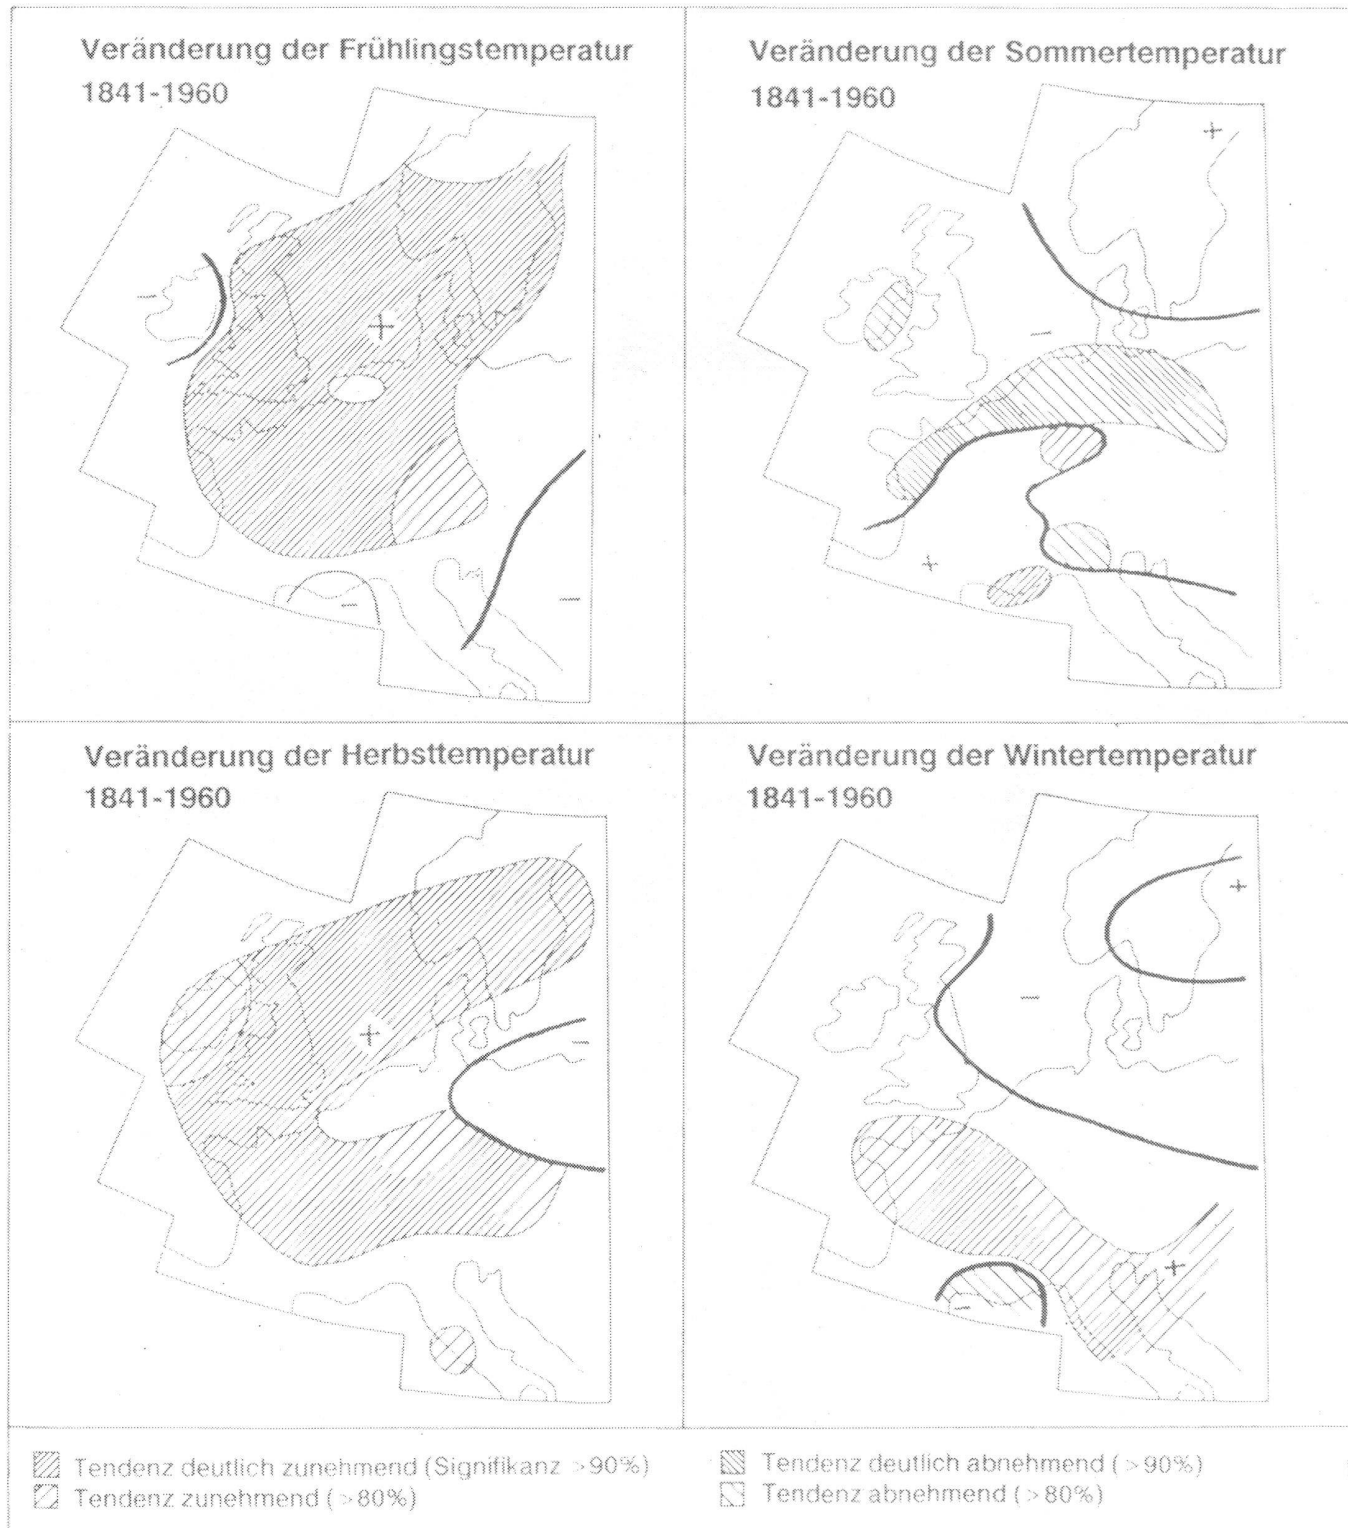 Veränderung der Frühlingstemperatur
1841-1960
+
−
−
−
Veränderung der Sommertemperatur
1841-1960
+
−
+
Veränderung der Herbsttemperatur
1841-1960
+
−
Veränderung der Wintertemperatur
1841-1960
+
−
+
−
Tendenz deutlich zunehmend (Signifikanz >90%)
Tendenz zunehmend (>80%)
Tendenz deutlich abnehmend (>90%)
Tendenz abnehmend (>80%)